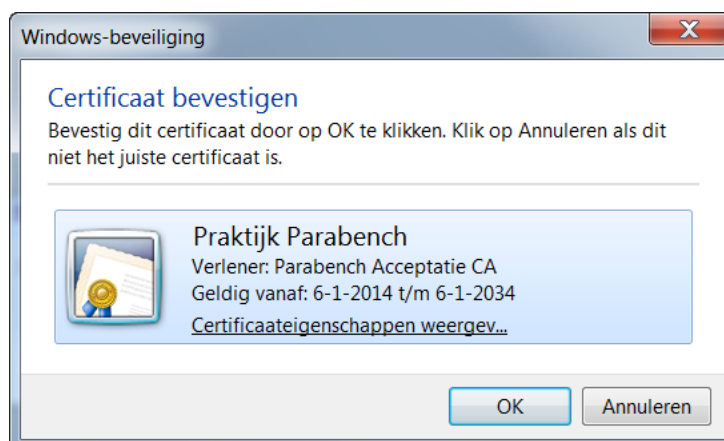 Windows-beveiliging
Certificaat bevestigen
Bevestig dit certificaat door op OK te klikken. Klik op Annuleren als dit
niet het juiste certificaat is.
Praktijk Parabench
Verlener: Parabench Acceptatie CA
Geldig vanaf: 6-1-2014 t/m 6-1-2034
Certificaateigenschappen weergev...
OK Annuleren